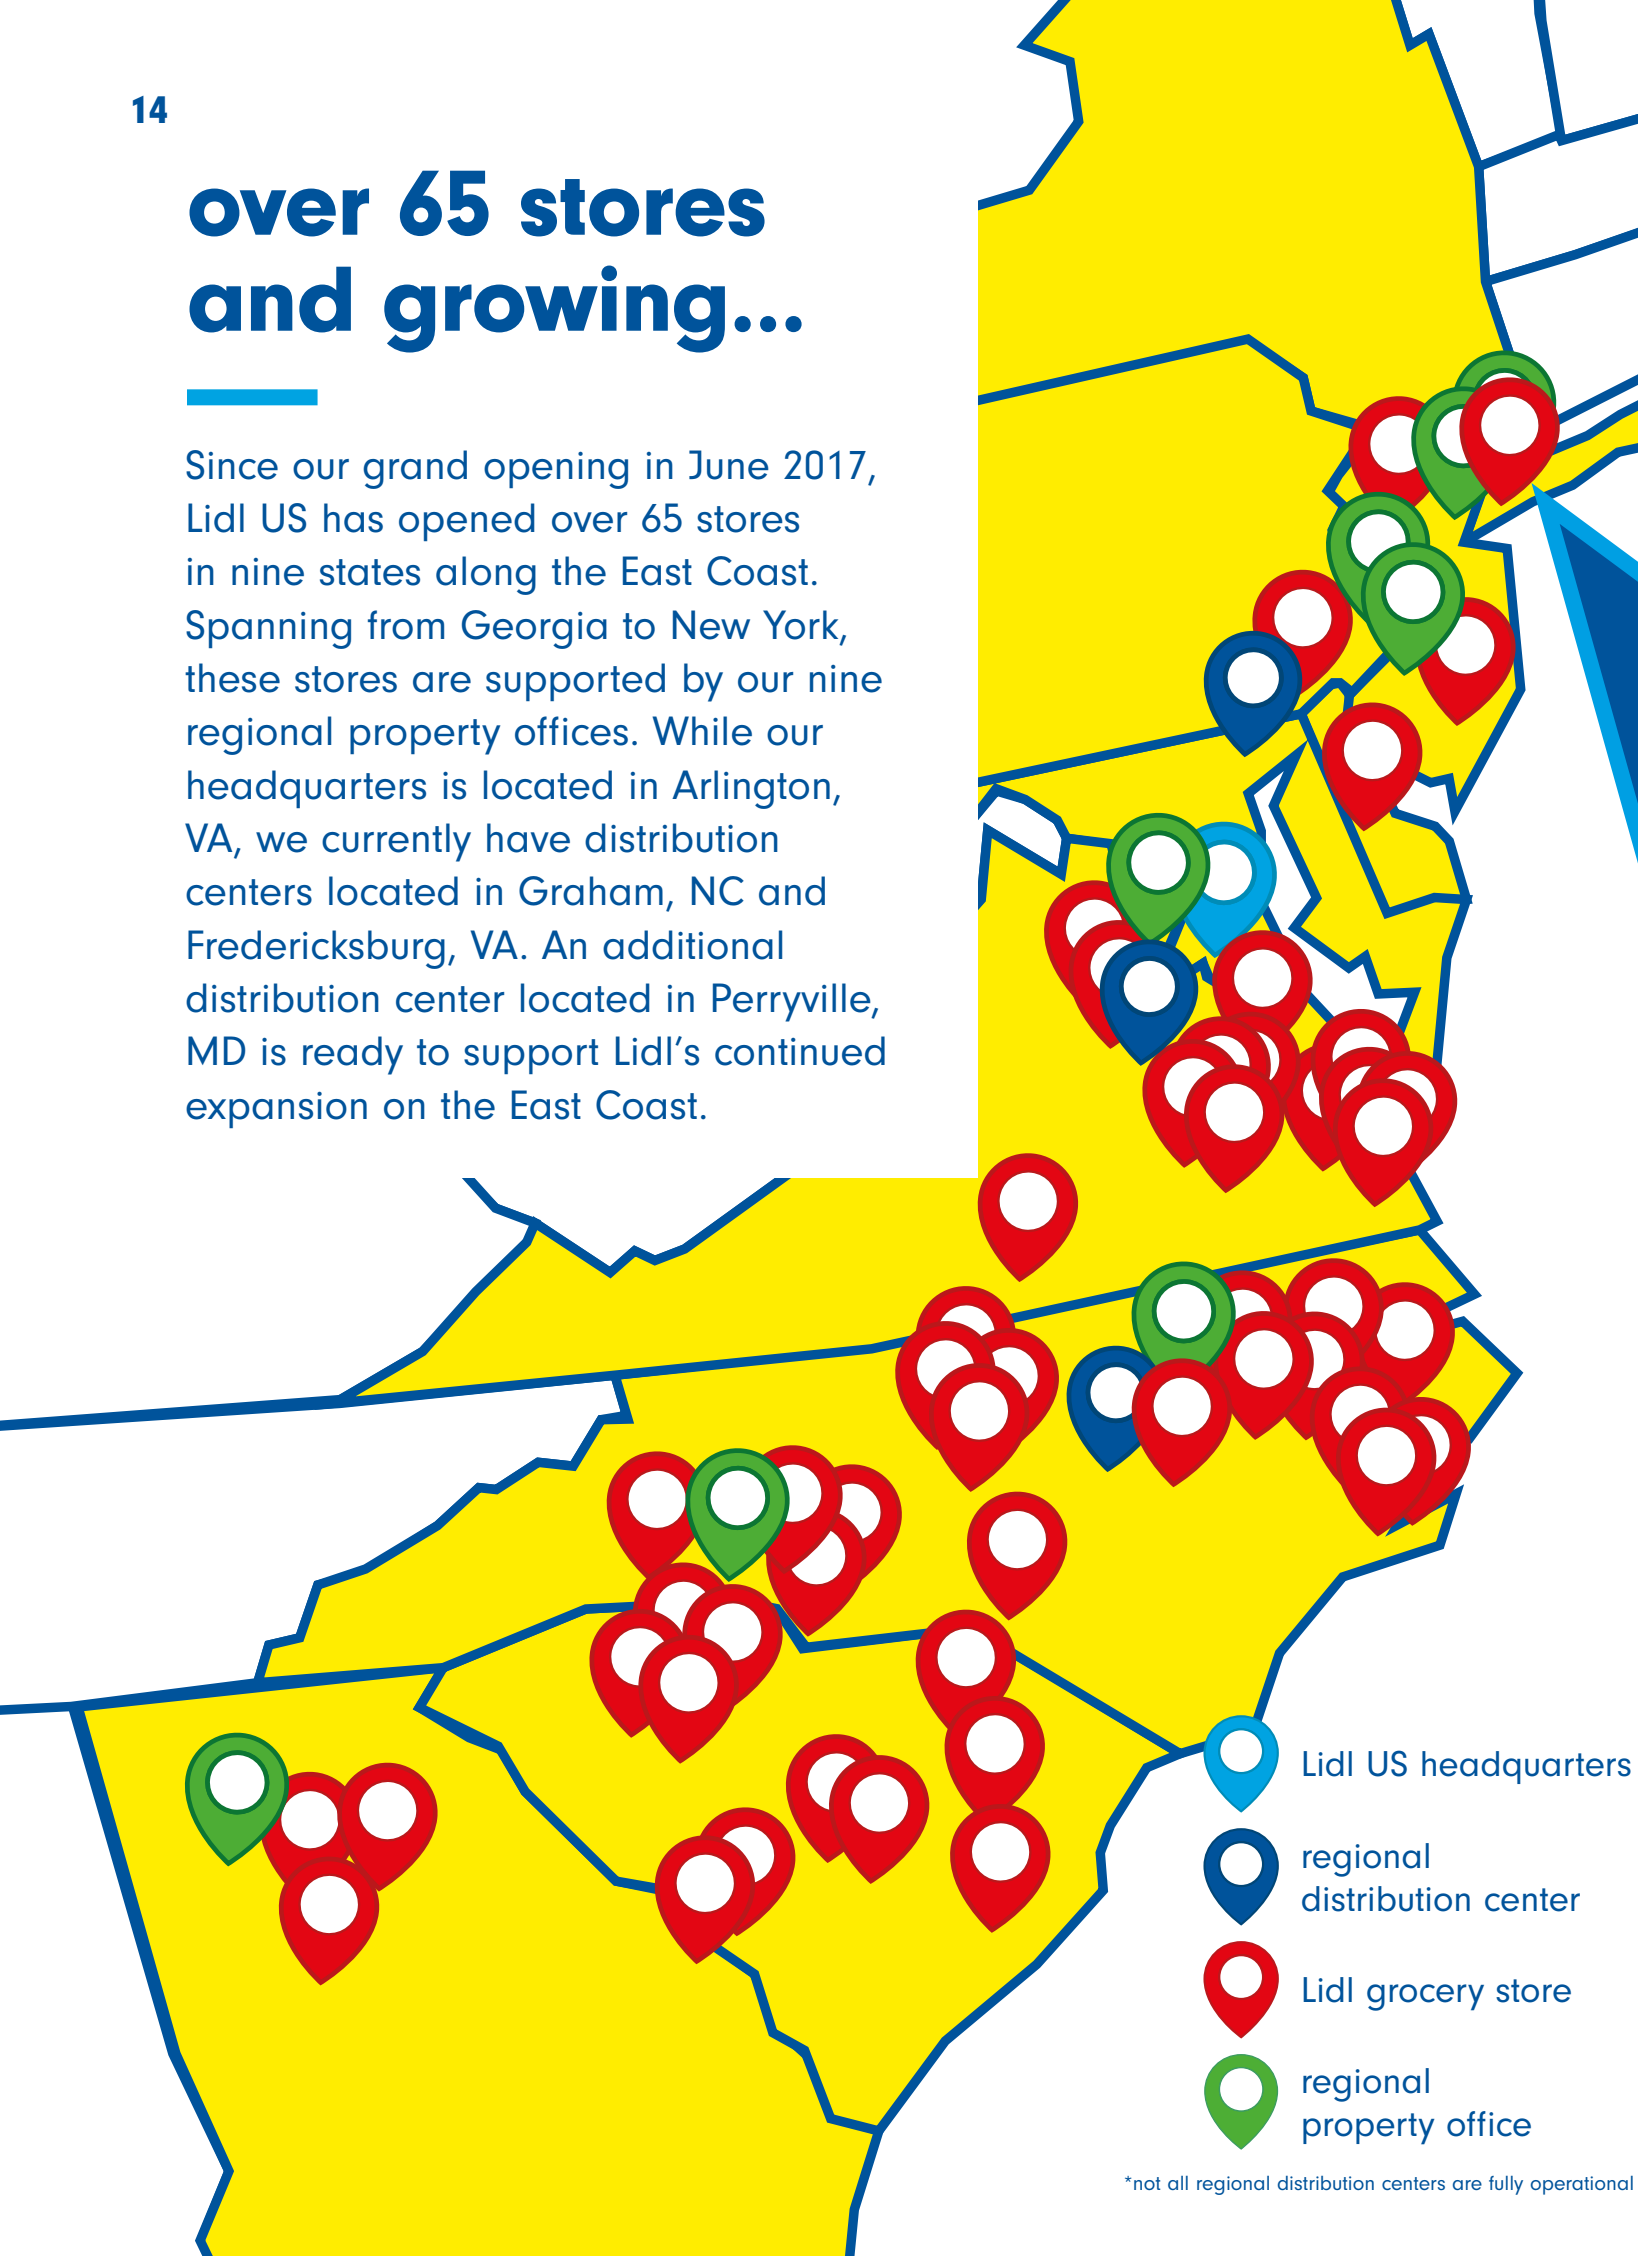 14
over 65 stores
and growing...
Since our grand opening in June 2017,
Lidl US has opened over 65 stores
in nine states along the East Coast.
Spanning from Georgia to New York,
these stores are supported by our nine
regional property offices. While our
headquarters is located in Arlington,
VA, we currently have distribution
centers located in Graham, NC and
Fredericksburg, VA. An additional
distribution center located in Perryville,
MD is ready to support Lidl’s continued
expansion on the East Coast.
Lidl US headquarters
regional
distribution center
Lidl grocery store
regional
property office
*not all regional distribution centers are fully operational